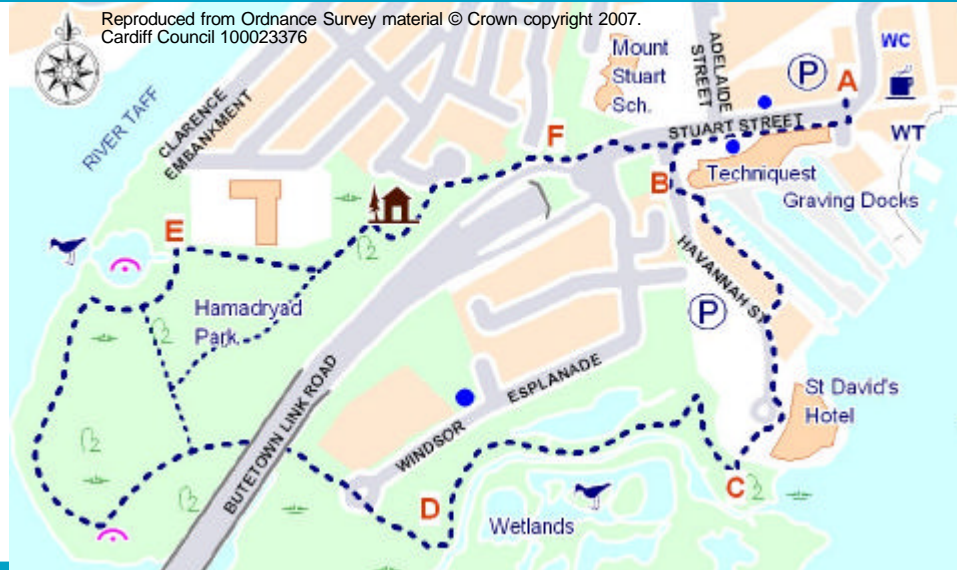 Reproduced from Ordnance Survey material © Crown copyright 2007.
Cardiff Council 100023376
Mount
Stuart
Sch.
ADELAIDE
STREET
P
A
WC
RIVER TAFF
CLARENCE
EMBANKMENT
F
STUART STREET
WT
B
Techniquest
Graving Docks
E
HAVANNAH ST
Hamadryad
Park
P
BUTETOWN LINK ROAD
WINDSOR
ESPLANADE
St David's
Hotel
C
D
Wetlands